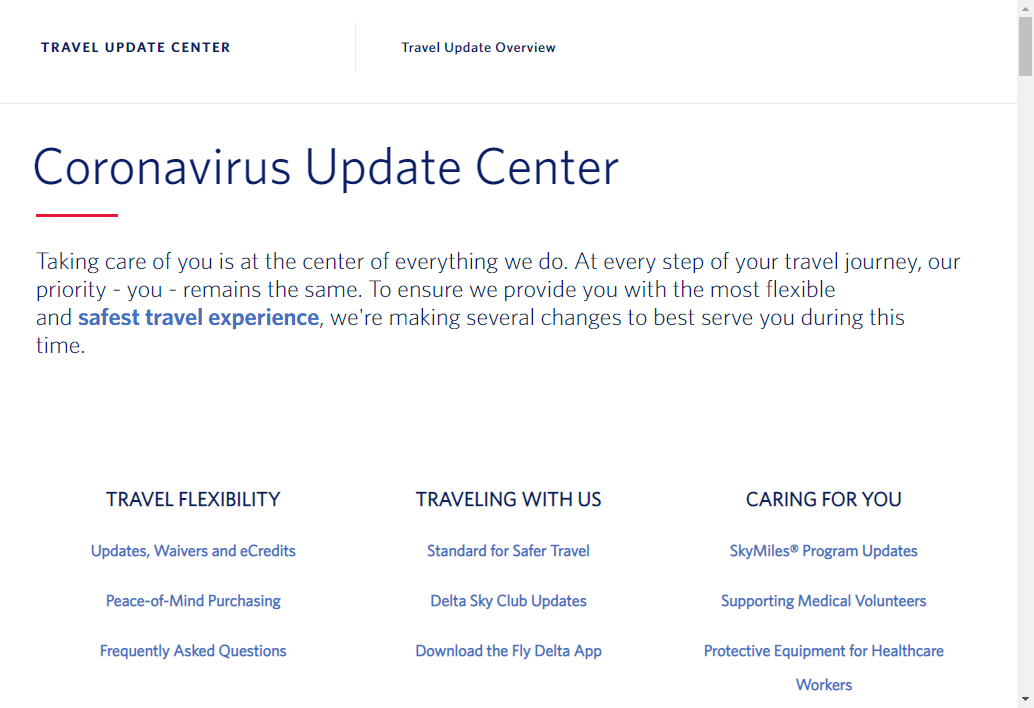 TRAVEL UPDATE CENTER
Travel Update Overview
Coronavirus Update Center
Taking care of you is at the center of everything we do. At every step of your travel journey, our
priority - you - remains the same. To ensure we provide you with the most flexible
and safest travel experience, we're making several changes to best serve you during this
time.
TRAVEL FLEXIBILITY
Updates, Waivers and eCredits
Peace-of-Mind Purchasing
Frequently Asked Questions
TRAVELING WITH US
Standard for Safer Travel
Delta Sky Club Updates
Download the Fly Delta App
CARING FOR YOU
SkyMiles® Program Updates
Supporting Medical Volunteers
Protective Equipment for Healthcare
Workers